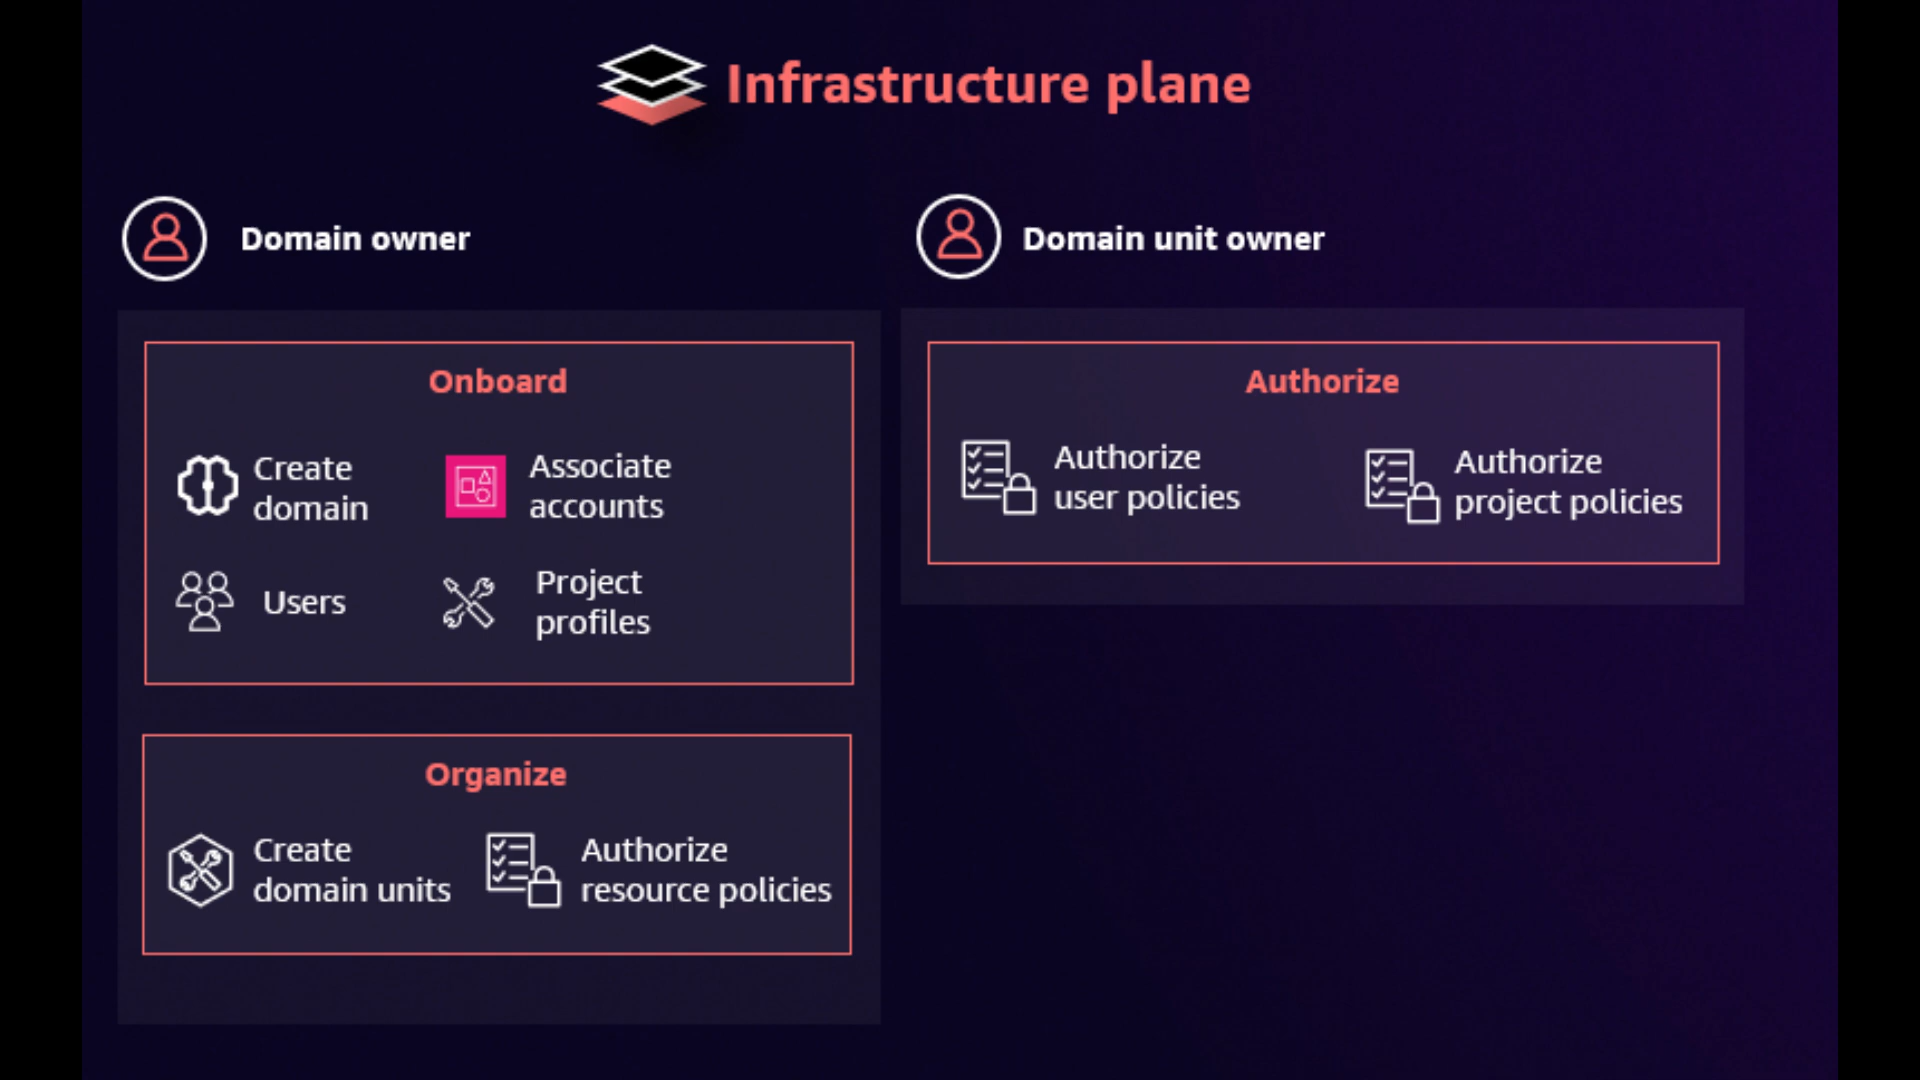 Infrastructure plane
Domain owner
Onboard
Create
domain
Associate
accounts
Users
Project
profiles
Organize
Create
domain units
Authorize
resource policies
Domain unit owner
Authorize
Authorize
user policies
Authorize
project policies